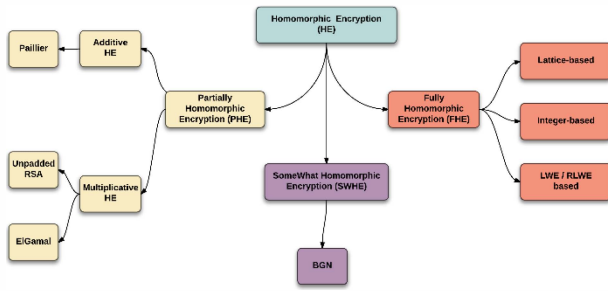 Homomorphic Encryption
(HE)
Paillier
Additive
HE
Partially
Homomorphic
Encryption (PHE)
Unpadded
RSA
Multiplicative
HE
ElGamal
SomeWhat Homomorphic
Encryption (SWHE)
BGN
Fully
Homomorphic
Encryption (FHE)
Lattice-based
Integer-based
LWE / RLWE
based